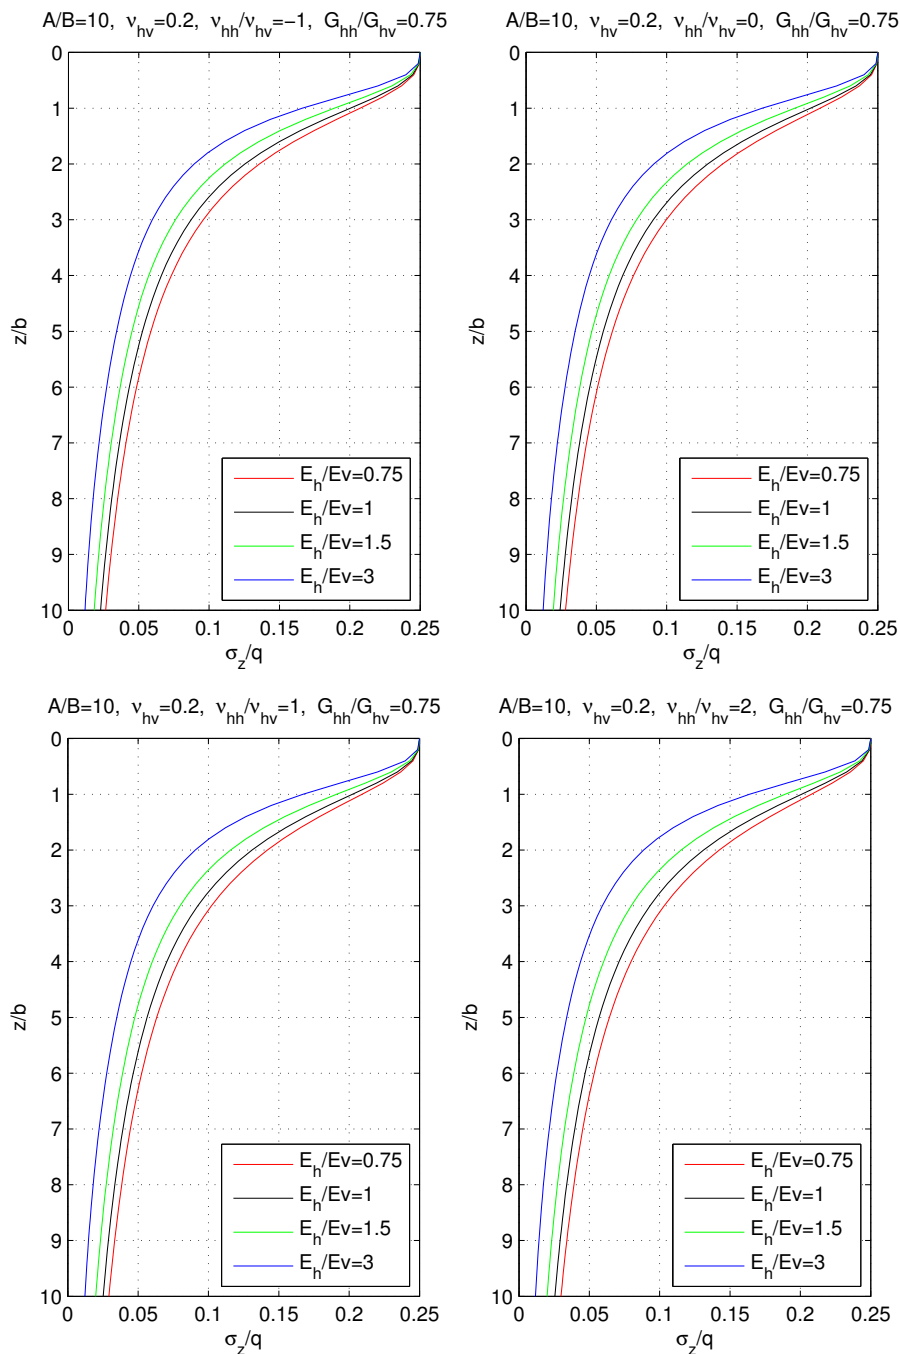 A/B=10, ν_hv=0.2, ν_hh/ν_hv=−1, G_hh/G_hv=0.75
0
1
2
3
4
5
6
7
8
9
10
z/b
E_h/Ev=0.75
E_h/Ev=1
E_h/Ev=1.5
E_h/Ev=3
0 0.05 0.1 0.15 0.2 0.25
σ_z/q
A/B=10, ν_hv=0.2, ν_hh/ν_hv=0, G_hh/G_hv=0.75
0
1
2
3
4
5
6
7
8
9
10
z/b
E_h/Ev=0.75
E_h/Ev=1
E_h/Ev=1.5
E_h/Ev=3
0 0.05 0.1 0.15 0.2 0.25
σ_z/q
A/B=10, ν_hv=0.2, ν_hh/ν_hv=1, G_hh/G_hv=0.75
0
1
2
3
4
5
6
7
8
9
10
z/b
E_h/Ev=0.75
E_h/Ev=1
E_h/Ev=1.5
E_h/Ev=3
0 0.05 0.1 0.15 0.2 0.25
σ_z/q
A/B=10, ν_hv=0.2, ν_hh/ν_hv=2, G_hh/G_hv=0.75
0
1
2
3
4
5
6
7
8
9
10
z/b
E_h/Ev=0.75
E_h/Ev=1
E_h/Ev=1.5
E_h/Ev=3
0 0.05 0.1 0.15 0.2 0.25
σ_z/q